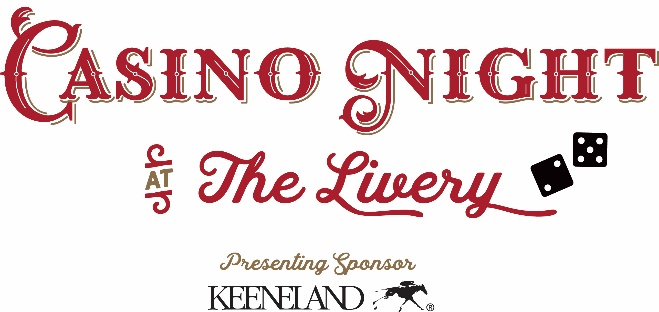 CASINO NIGHT
AT The Livery
Presenting Sponsor
KEENELAND ®